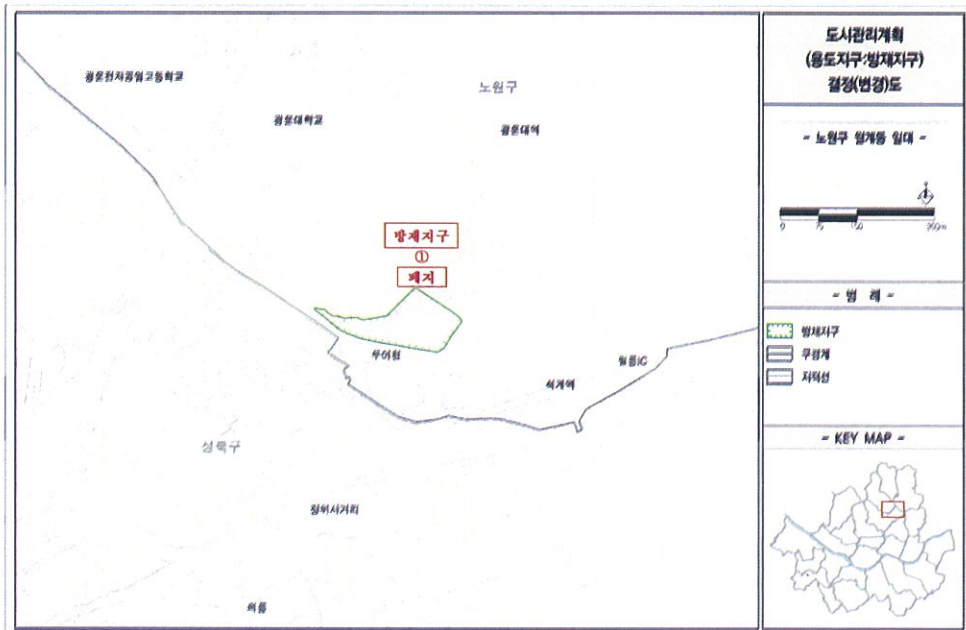 도시관리계획
(용도지구:방재지구)
결정(변경)도
- 노원구 월계동 일대 -
0 75 150 300m
- 범 례 -
방재지구
구경계
지적선
- KEY MAP -
광운전자공업고등학교
노원구
광운대학교
광운대역
방재지구
①
폐지
우이천
월릉IC
석계역
성북구
장위사거리